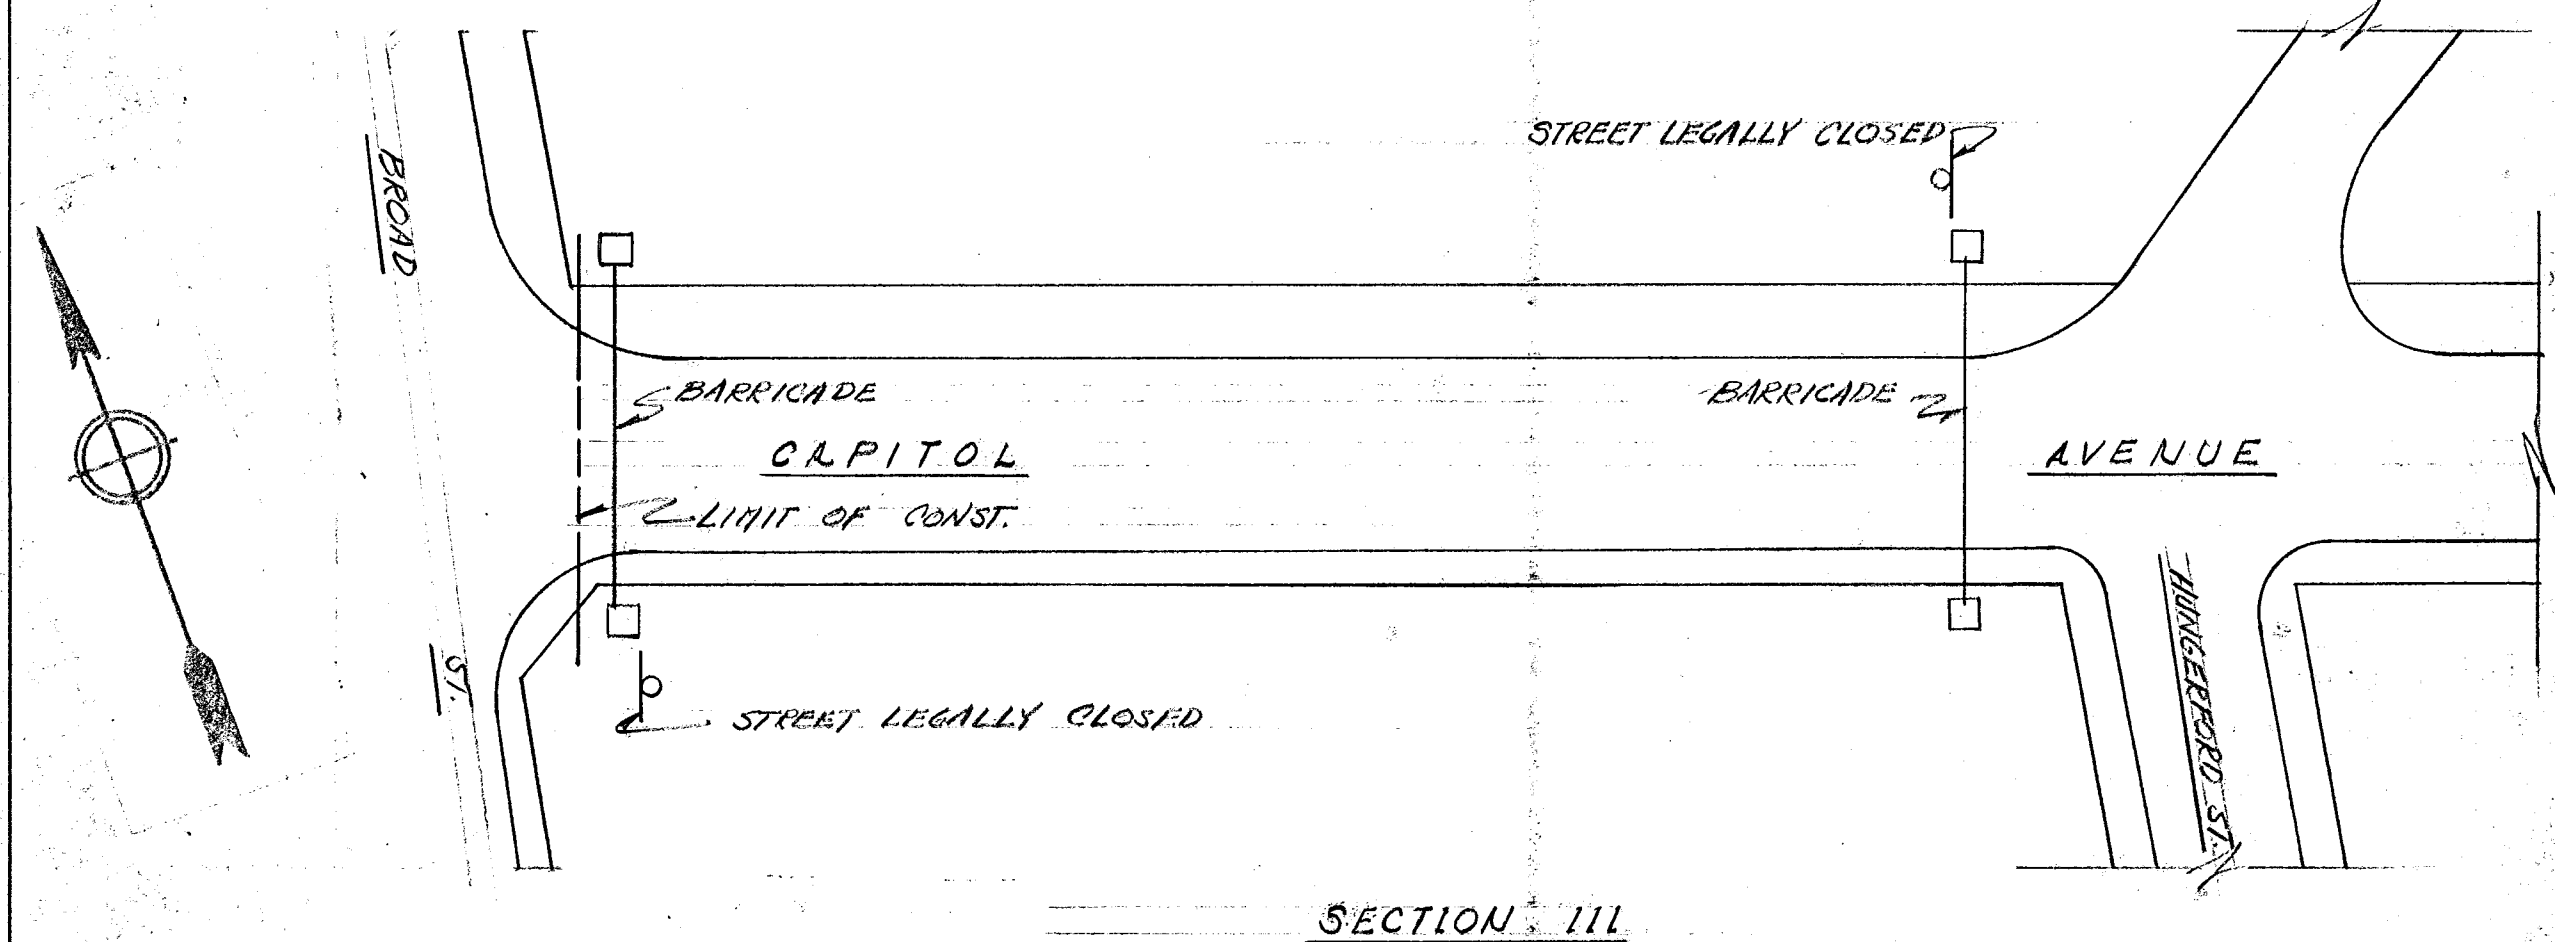 STREET LEGALLY CLOSED
BROAD ST.
BARRICADE
BARRICADE
CAPITOL AVENUE
LIMIT OF CONST.
HUNGERFORD ST.
STREET LEGALLY CLOSED
SECTION III